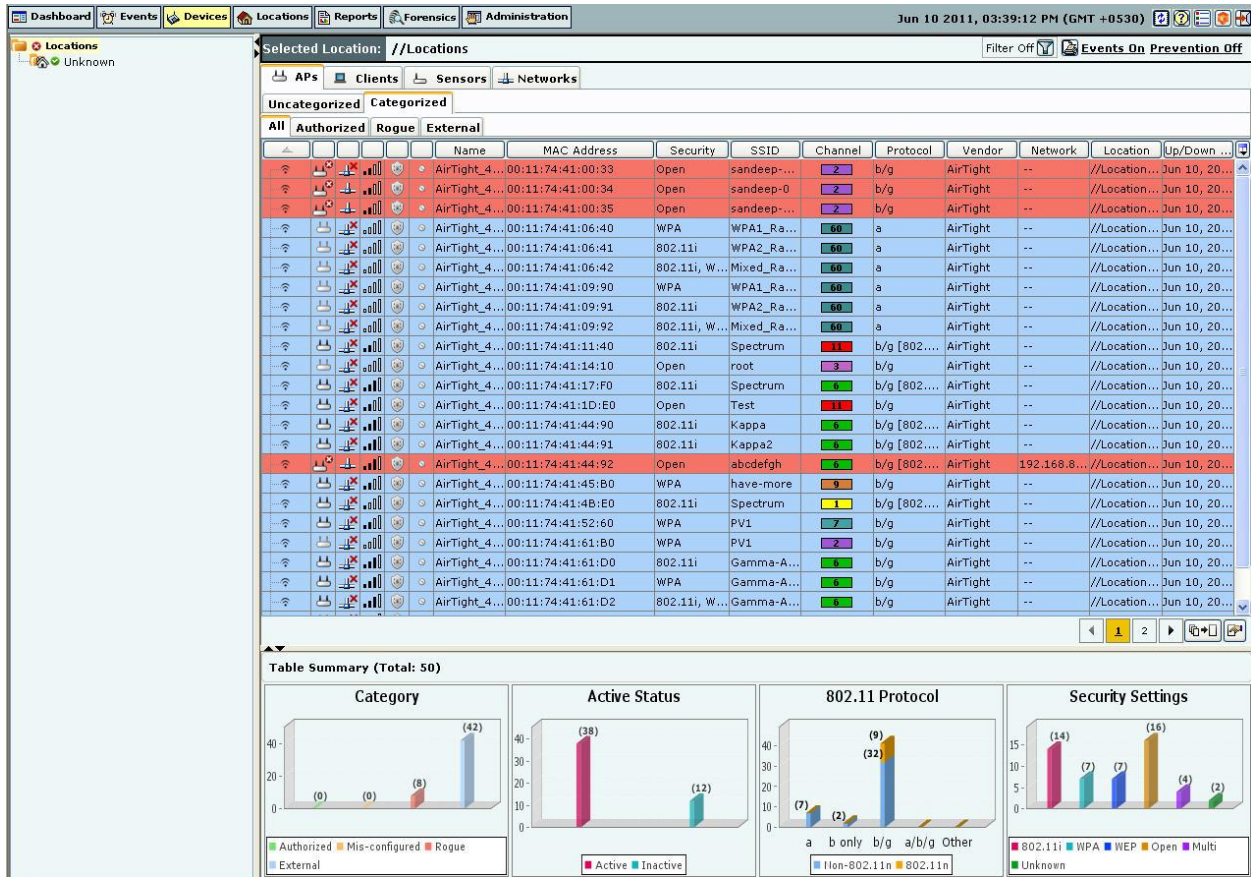 Dashboard Events Devices Locations Reports Forensics Administration Jun 10 2011, 03:39:12 PM (GMT +0530)
Locations
Unknown
Selected Location: //Locations Filter Off Events On Prevention Off
APs Clients Sensors Networks
Uncategorized Categorized
All Authorized Rogue External
Name MAC Address Security SSID Channel Protocol Vendor Network Location Up/Down ...
AirTight_4... 00:11:74:41:00:33 Open sandeep-... 2 b/g AirTight -- //Location... Jun 10, 20...
AirTight_4... 00:11:74:41:00:34 Open sandeep-0 2 b/g AirTight -- //Location... Jun 10, 20...
AirTight_4... 00:11:74:41:00:35 Open sandeep-... 2 b/g AirTight -- //Location... Jun 10, 20...
AirTight_4... 00:11:74:41:06:40 WPA WPA1_Ra... 60 a AirTight -- //Location... Jun 10, 20...
AirTight_4... 00:11:74:41:06:41 802.11i WPA2_Ra... 60 a AirTight -- //Location... Jun 10, 20...
AirTight_4... 00:11:74:41:06:42 802.11i, W... Mixed_Ra... 60 a AirTight -- //Location... Jun 10, 20...
AirTight_4... 00:11:74:41:09:90 WPA WPA1_Ra... 60 a AirTight -- //Location... Jun 10, 20...
AirTight_4... 00:11:74:41:09:91 802.11i WPA2_Ra... 60 a AirTight -- //Location... Jun 10, 20...
AirTight_4... 00:11:74:41:09:92 802.11i, W... Mixed_Ra... 60 a AirTight -- //Location... Jun 10, 20...
AirTight_4... 00:11:74:41:11:40 802.11i Spectrum 11 b/g [802.... AirTight -- //Location... Jun 10, 20...
AirTight_4... 00:11:74:41:14:10 Open root 3 b/g AirTight -- //Location... Jun 10, 20...
AirTight_4... 00:11:74:41:17:F0 802.11i Spectrum 6 b/g [802.... AirTight -- //Location... Jun 10, 20...
AirTight_4... 00:11:74:41:1D:E0 Open Test 11 b/g AirTight -- //Location... Jun 10, 20...
AirTight_4... 00:11:74:41:44:90 802.11i Kappa 6 b/g [802.... AirTight -- //Location... Jun 10, 20...
AirTight_4... 00:11:74:41:44:91 802.11i Kappa2 6 b/g [802.... AirTight -- //Location... Jun 10, 20...
AirTight_4... 00:11:74:41:44:92 Open abcdefgh 6 b/g [802.... AirTight 192.168.8... //Location... Jun 10, 20...
AirTight_4... 00:11:74:41:45:B0 WPA have-more 9 b/g AirTight -- //Location... Jun 10, 20...
AirTight_4... 00:11:74:41:4B:E0 802.11i Spectrum 1 b/g [802.... AirTight -- //Location... Jun 10, 20...
AirTight_4... 00:11:74:41:52:60 WPA PV1 7 b/g AirTight -- //Location... Jun 10, 20...
AirTight_4... 00:11:74:41:61:B0 WPA PV1 2 b/g AirTight -- //Location... Jun 10, 20...
AirTight_4... 00:11:74:41:61:D0 802.11i Gamma-A... 6 b/g AirTight -- //Location... Jun 10, 20...
AirTight_4... 00:11:74:41:61:D1 WPA Gamma-A... 6 b/g AirTight -- //Location... Jun 10, 20...
AirTight_4... 00:11:74:41:61:D2 802.11i, W... Gamma-A... 6 b/g AirTight -- //Location... Jun 10, 20...
1 2
Table Summary (Total: 50)
Category
40
20
0
(0) (0) (8) (42)
Authorized Mis-configured Rogue
External
Active Status
40
30
20
10
0
(38) (12)
Active Inactive
802.11 Protocol
40
30
20
10
0
(7) (2) (9)
(32)
a b only b/g a/b/g Other
Non-802.11n 802.11n
Security Settings
15
10
5
0
(14) (7) (7) (16) (4) (2)
802.11i WPA WEP Open Multi
Unknown